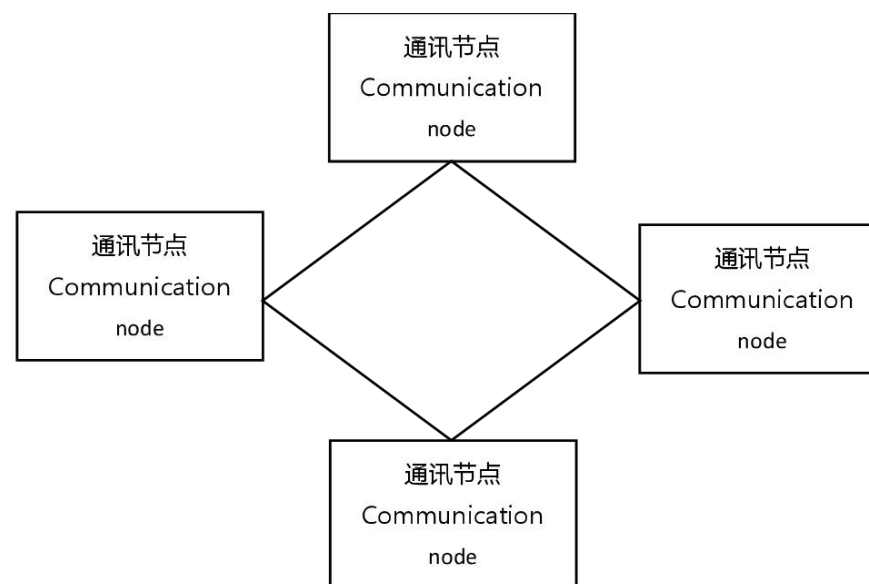 通讯节点
Communication
node
通讯节点
Communication
node
通讯节点
Communication
node
通讯节点
Communication
node